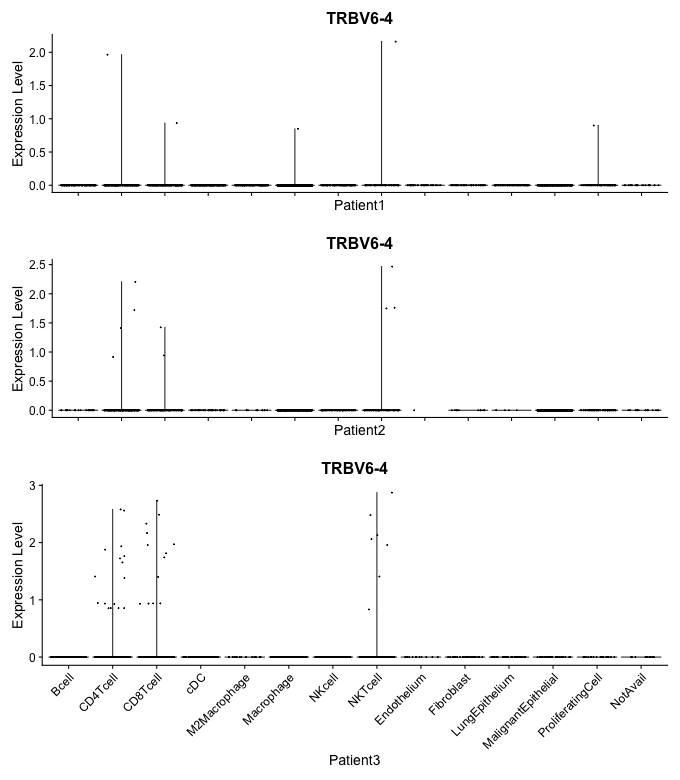 TRBV6-4
Expression Level
2.0
1.5
1.0
0.5
0.0
Patient1
TRBV6-4
Expression Level
2.5
2.0
1.5
1.0
0.5
0.0
Patient2
TRBV6-4
Expression Level
3
2
1
0
Bcell
CD4Tcell
CD8Tcell
cDC
M2Macrophage
Macrophage
NKcell
NKTcell
Endothelium
Fibroblast
LungEpithelium
MalignantEpithelial
ProliferatingCell
NotAvail
Patient3